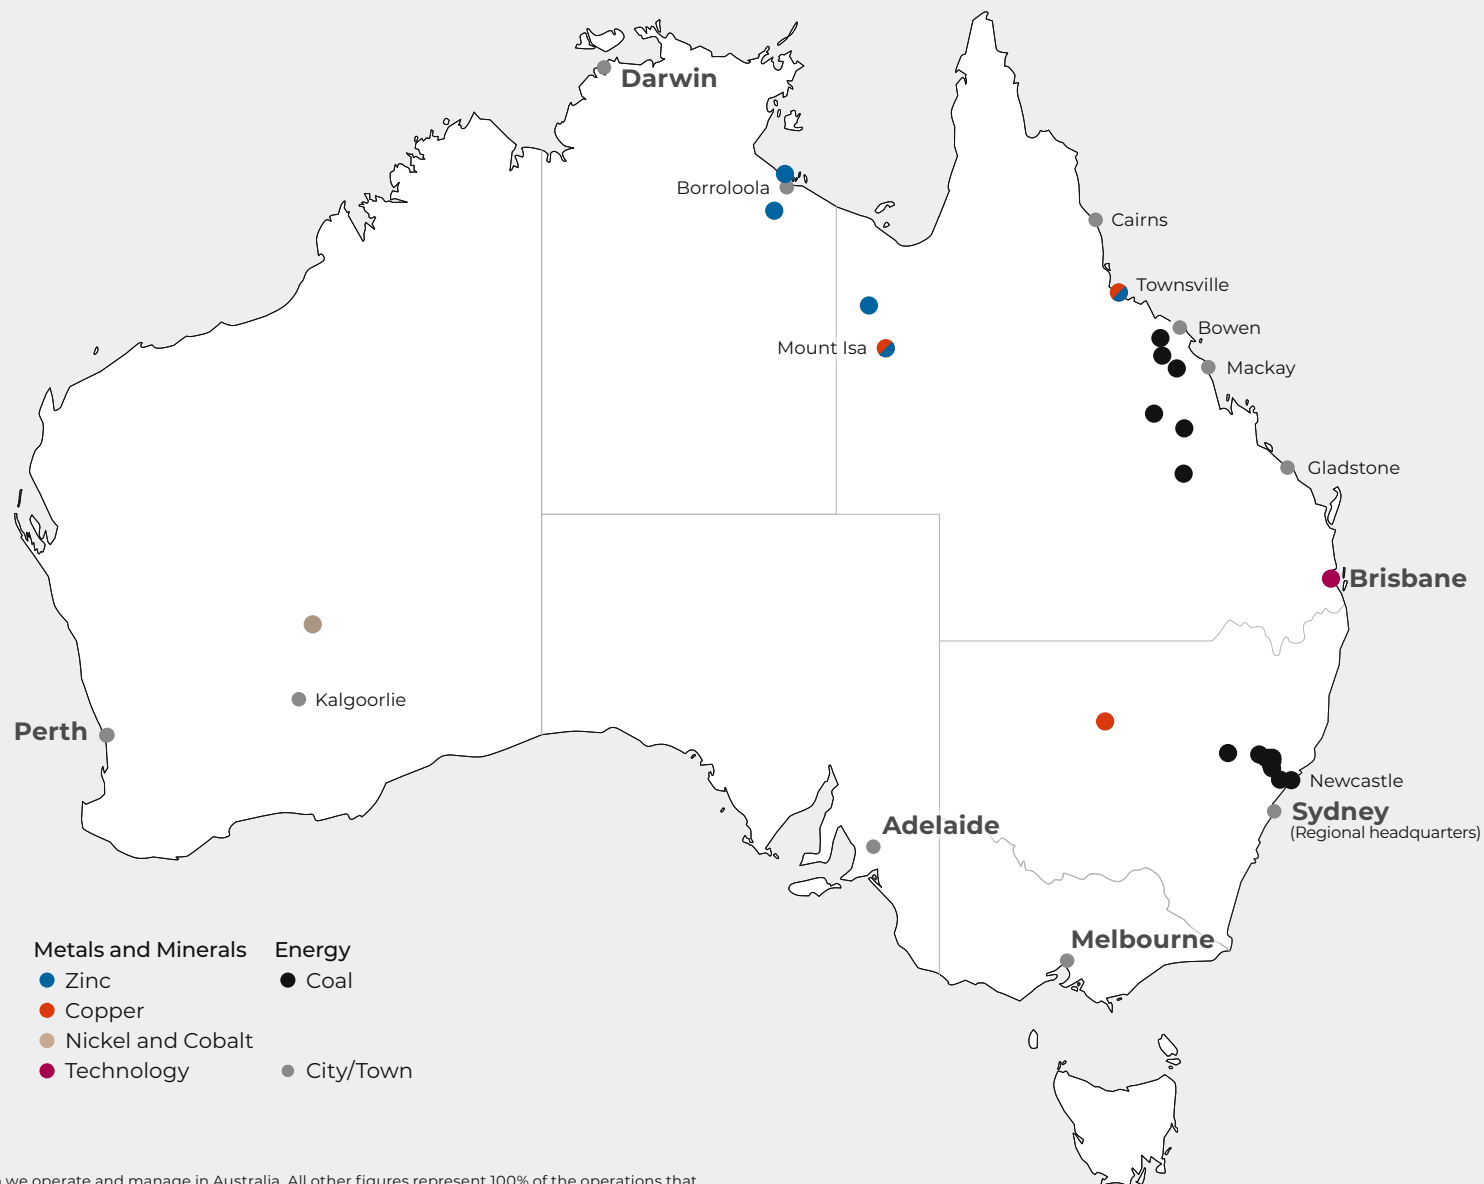 Darwin
Borroloola
Cairns
Townsville
Bowen
Mount Isa
Mackay
Gladstone
Brisbane
Kalgoorlie
Perth
Newcastle
Sydney
(Regional headquarters)
Adelaide
Melbourne
Metals and Minerals
Zinc
Copper
Nickel and Cobalt
Technology
Energy
Coal
City/Town
we operate and manage in Australia. All other figures represent 100% of the operations that